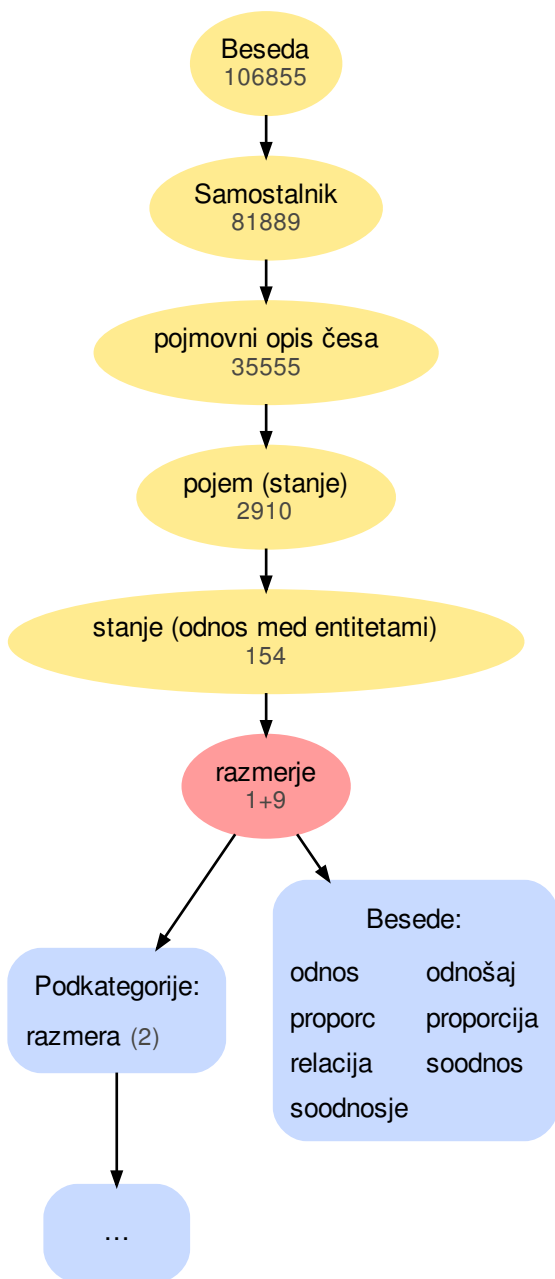 Beseda
106855
Samostalnik
81889
pojmovni opis česa
35555
pojem (stanje)
2910
stanje (odnos med entitetami)
154
razmerje
1+9
Podkategorije:
razmera (2)
…
Besede:
odnos odnošaj
proporc proporcija
relacija soodnos
soodnosje